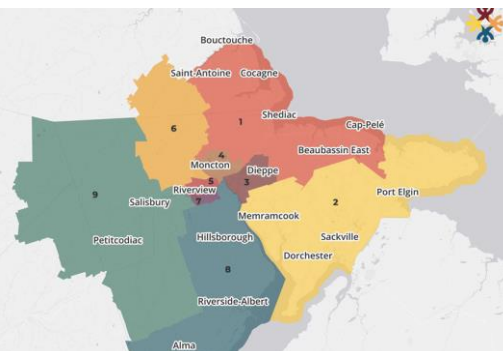 Bouctouche
Saint-Antoine
Cocagne
Shediac
1
Cap-Pelé
6
Beaubassin East
4
Moncton
Dieppe
5
3
Port Elgin
Riverview
9
7
2
Salisbury
Memramcook
Sackville
Petitcodiac
Hillsborough
Dorchester
8
Riverside-Albert
Alma